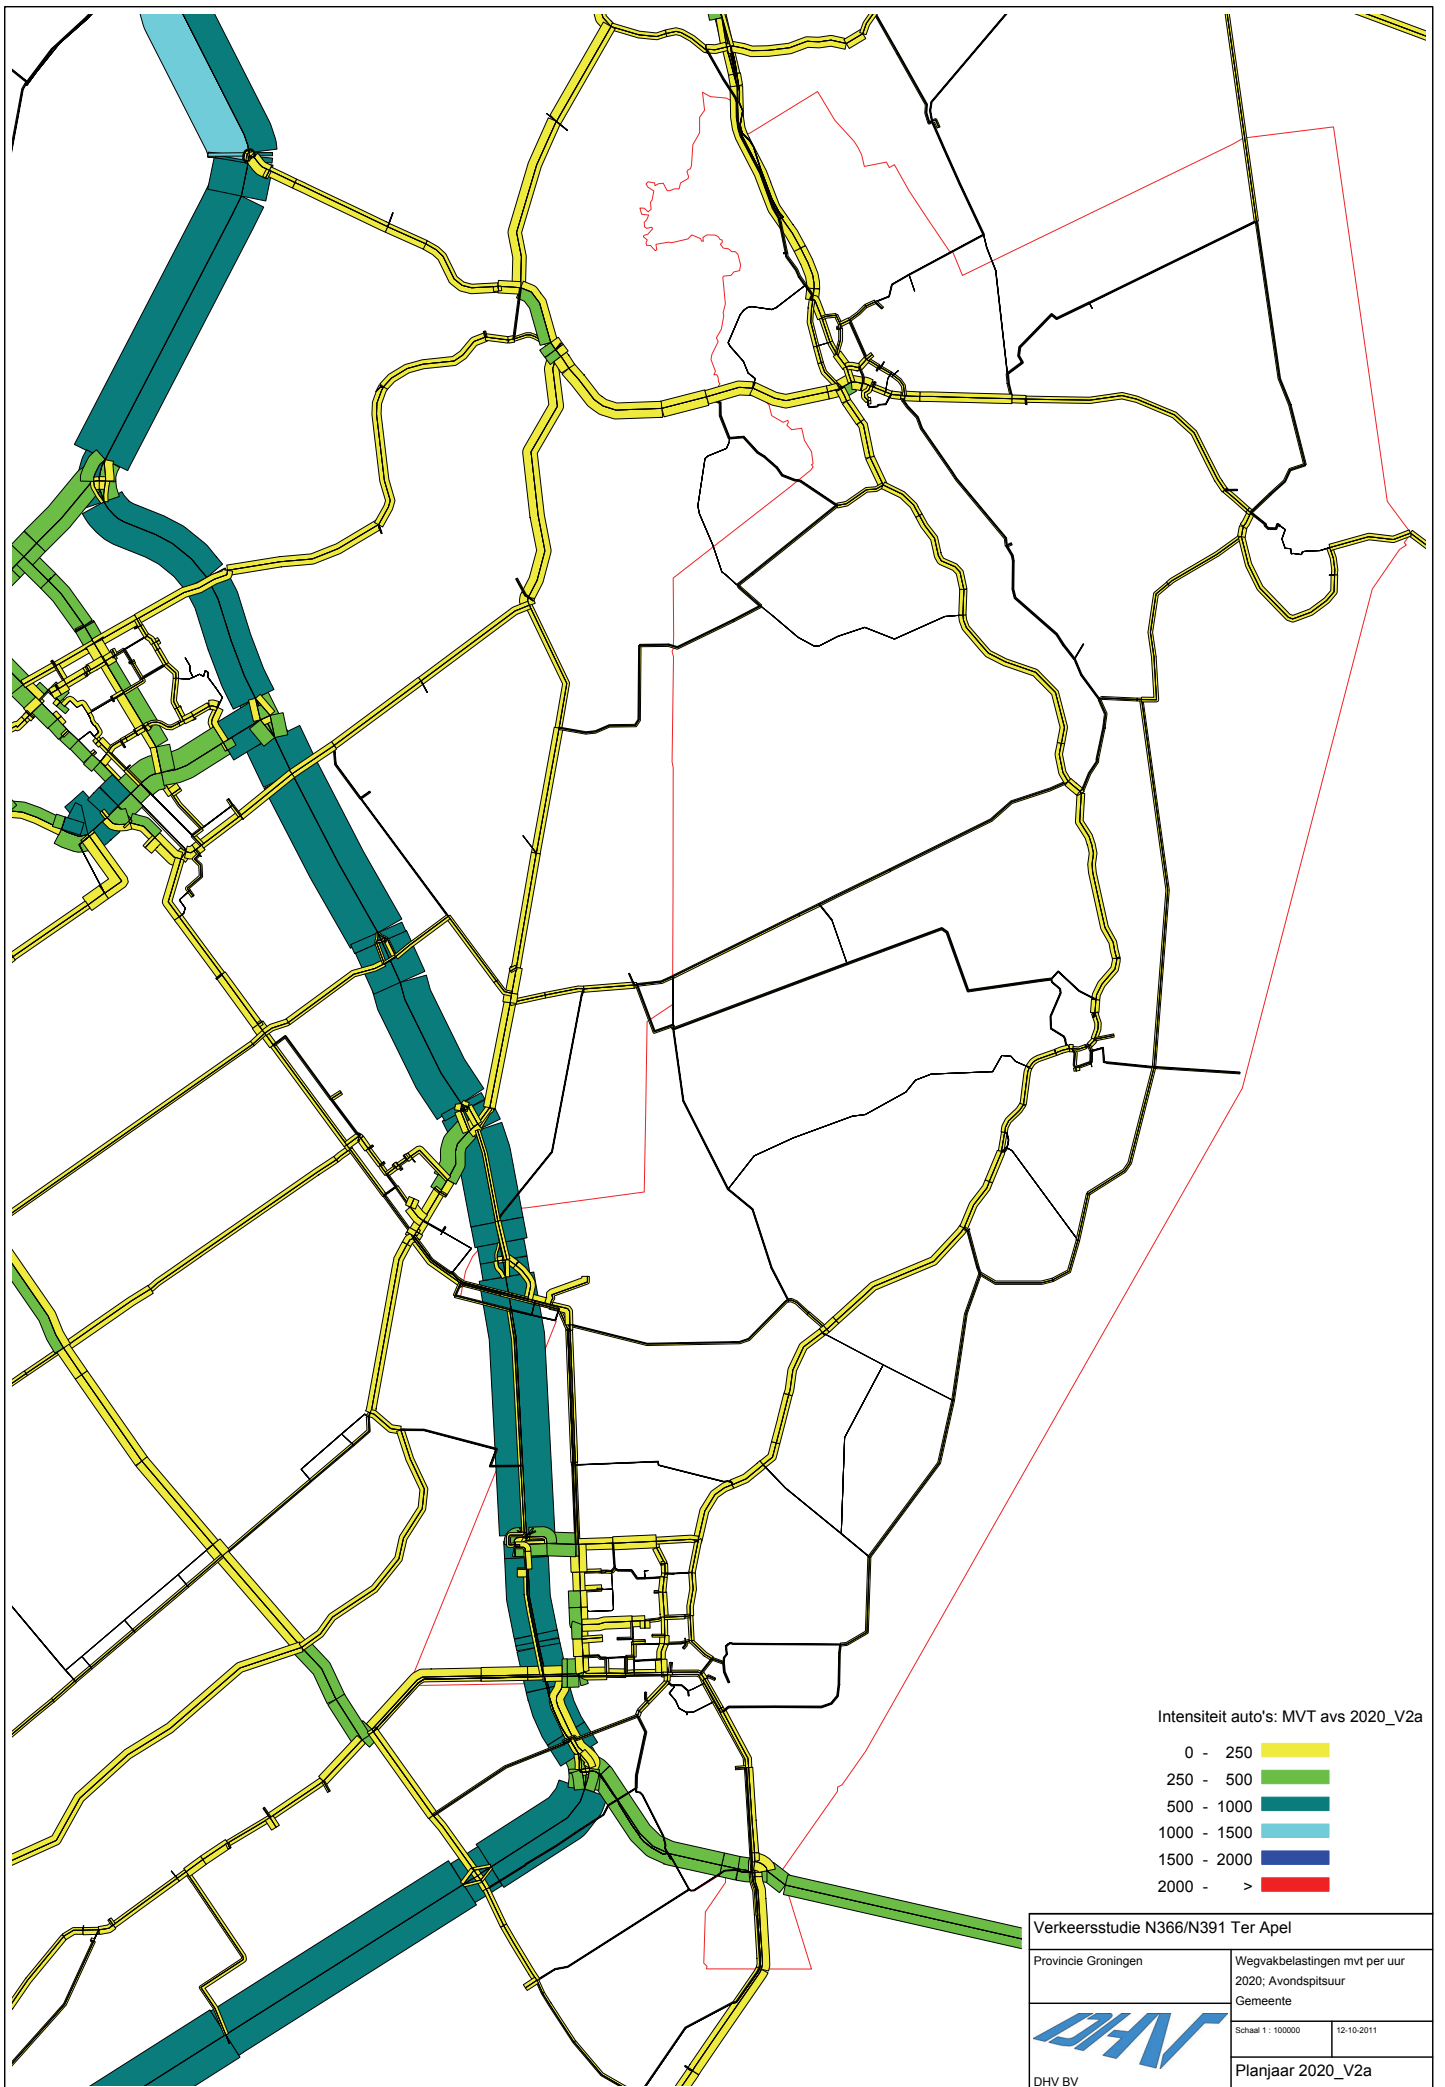 Intensiteit auto's: MVT avs 2020_V2a
0 - 250
250 - 500
500 - 1000
1000 - 1500
1500 - 2000
2000 - >
Verkeersstudie N366/N391 Ter Apel
Provincie Groningen
Wegvakbelastingen mvt per uur
2020; Avondspitsuur
Gemeente
Schaal 1 : 100000
12-10-2011
DHV
DHV BV
Planjaar 2020_V2a